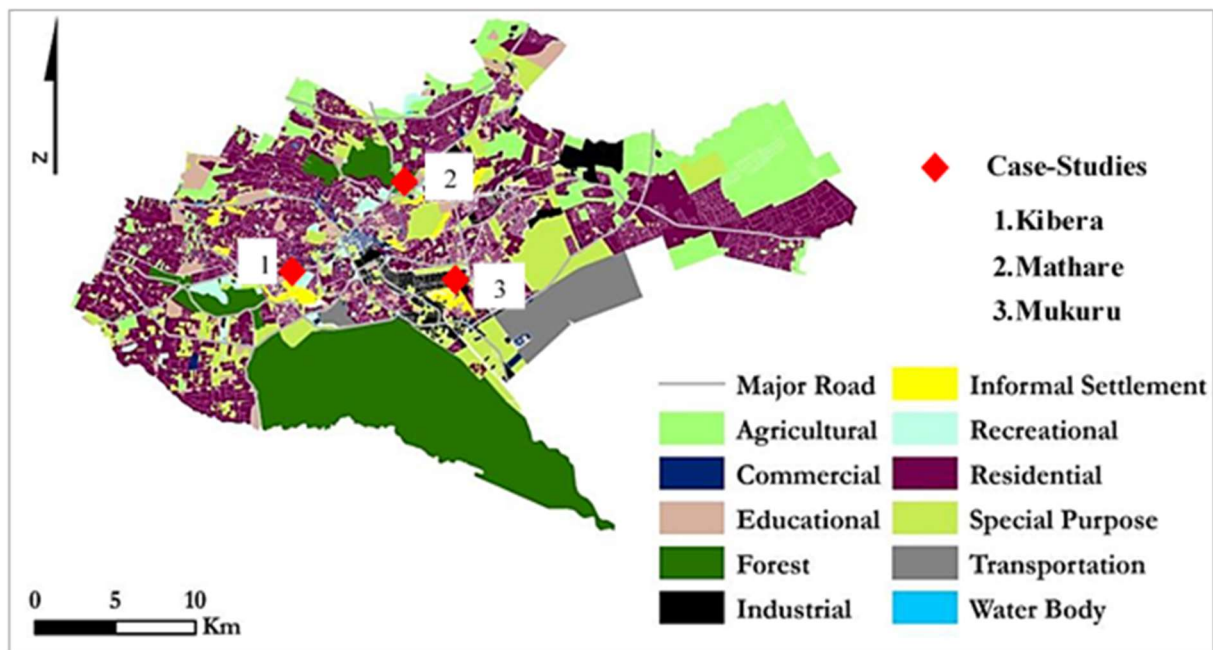 N
2
1
3
Case-Studies
1.Kibera
2.Mathare
3.Mukuru
Major Road
Agricultural
Commercial
Educational
Forest
Industrial
Informal Settlement
Recreational
Residential
Special Purpose
Transportation
Water Body
0 5 10
Km